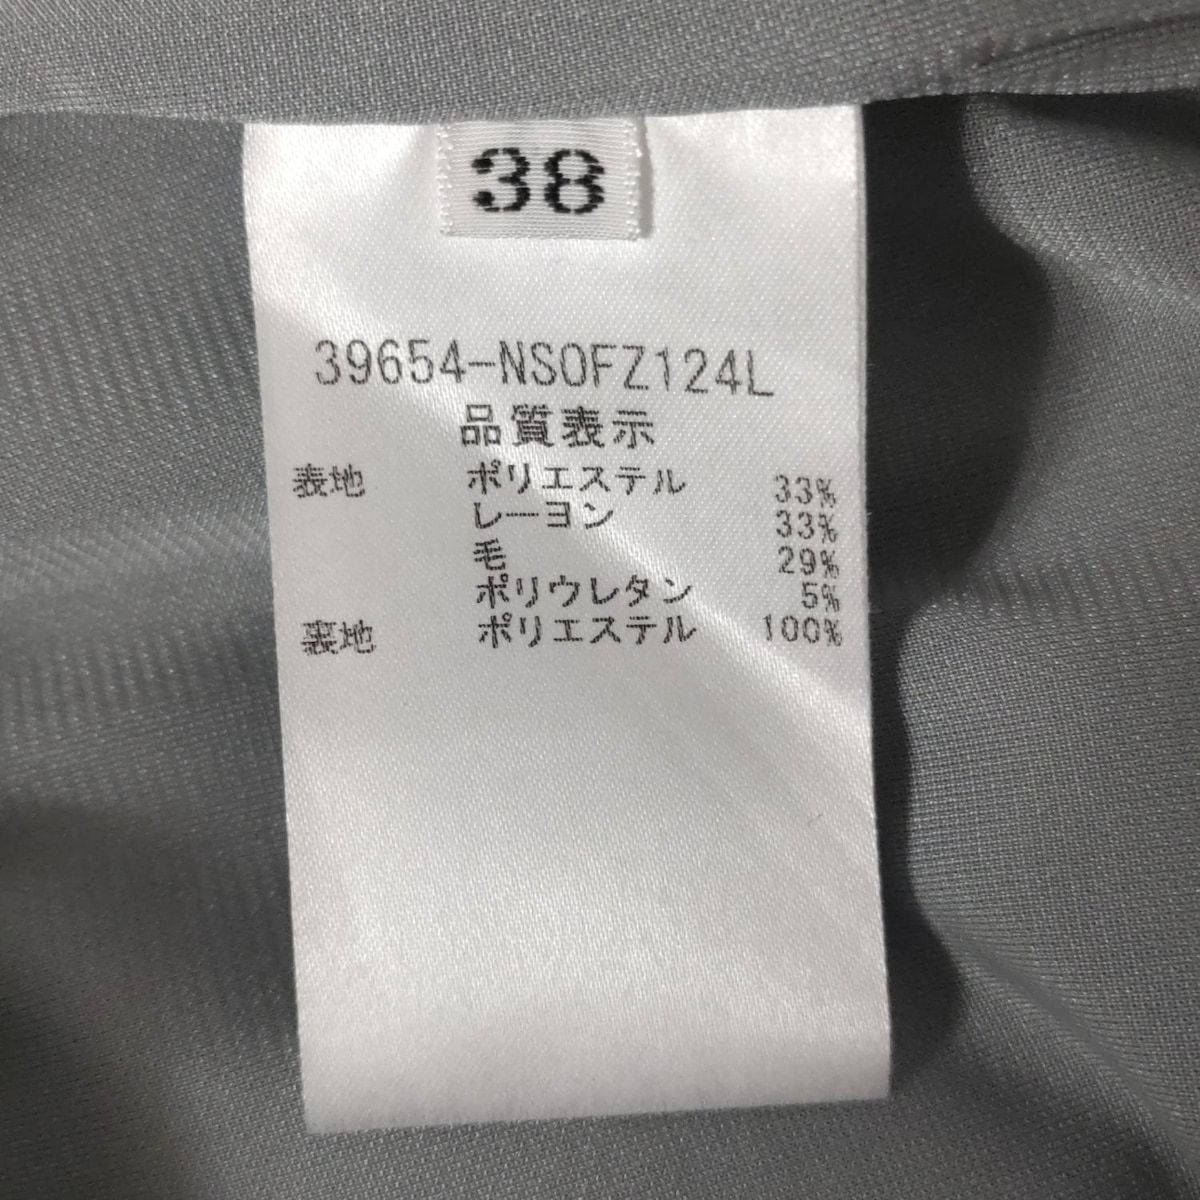 38
39654-NSOFZ124L
品質表示
表地 ポリエステル 33%
レーヨン 33%
毛 29%
ポリウレタン 5%
裏地 ポリエステル 100%